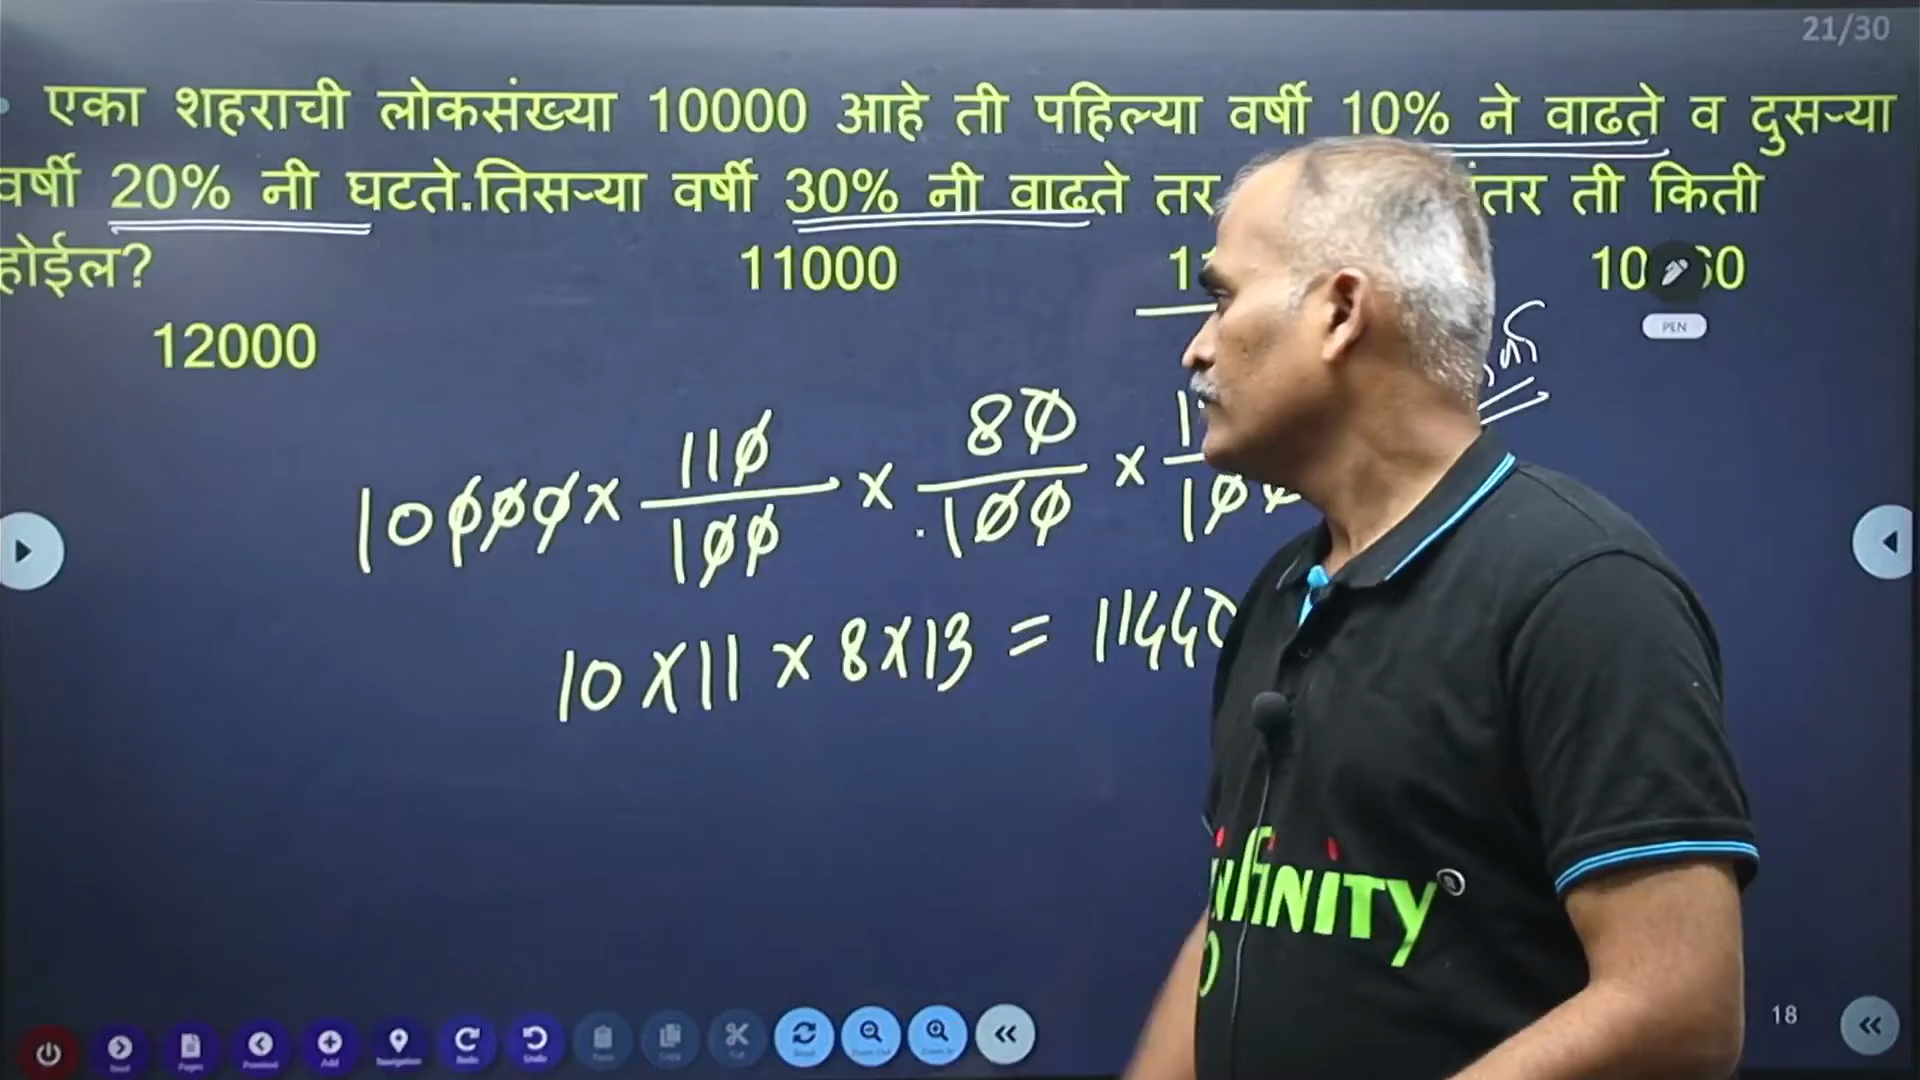 21/30
एका शहराची लोकसंख्या 10000 आहे ती पहिल्या वर्षी 10% ने वाढते व दुसऱ्या
वर्षी 20% नी घटते.तिसऱ्या वर्षी 30% नी वाढते तर ती किती
होईल? 11000
12000
PEN
10000 × 110/100 × 80/100 ×
10 × 11 × 8 × 13 = 11440
iNfiNiTY
18